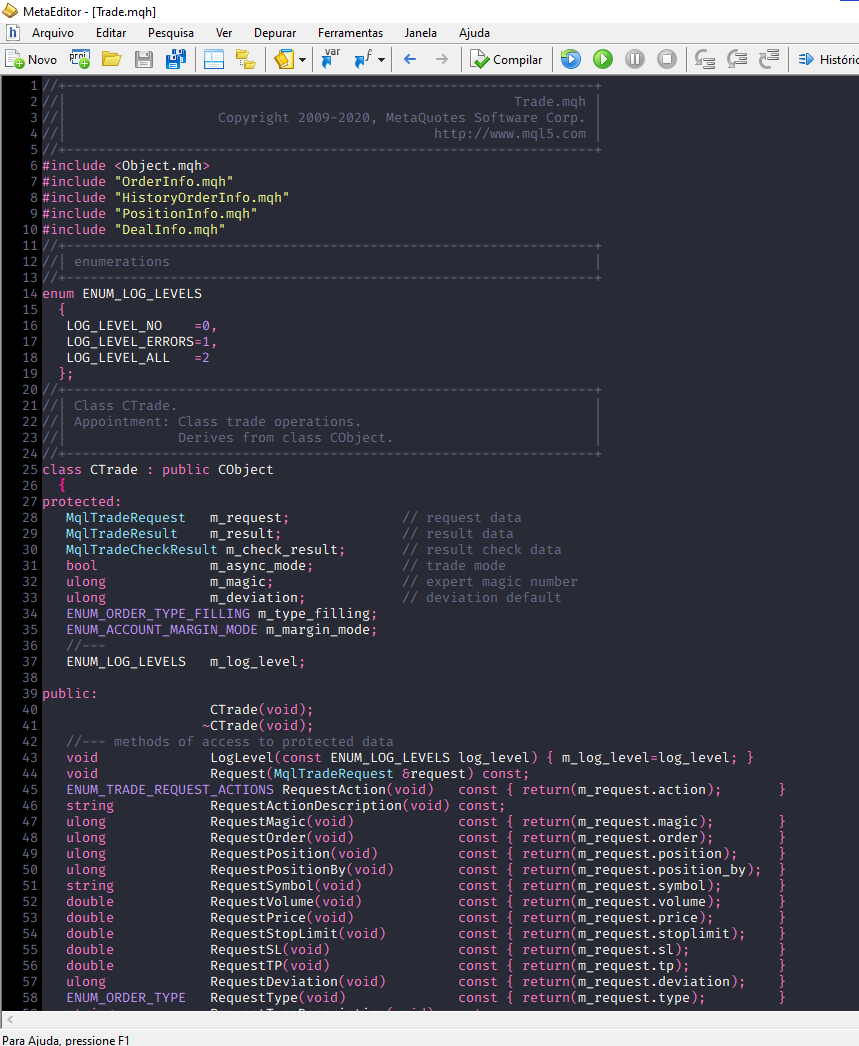 MetaEditor - [Trade.mqh]
Arquivo Editar Pesquisa Ver Depurar Ferramentas Janela Ajuda
Novo proj var f Compilar Históric
1 //+------------------------------------------------------------------+
2 //| Trade.mqh |
3 //| Copyright 2009-2020, MetaQuotes Software Corp. |
4 //| http://www.mql5.com |
5 //+------------------------------------------------------------------+
6 #include <Object.mqh>
7 #include "OrderInfo.mqh"
8 #include "HistoryOrderInfo.mqh"
9 #include "PositionInfo.mqh"
10 #include "DealInfo.mqh"
11 //+------------------------------------------------------------------+
12 //| enumerations |
13 //+------------------------------------------------------------------+
14 enum ENUM_LOG_LEVELS
15 {
16 LOG_LEVEL_NO =0,
17 LOG_LEVEL_ERRORS=1,
18 LOG_LEVEL_ALL =2
19 };
20 //+------------------------------------------------------------------+
21 //| Class CTrade. |
22 //| Appointment: Class trade operations. |
23 //| Derives from class CObject. |
24 //+------------------------------------------------------------------+
25 class CTrade : public CObject
26 {
27 protected:
28 MqlTradeRequest m_request; // request data
29 MqlTradeResult m_result; // result data
30 MqlTradeCheckResult m_check_result; // result check data
31 bool m_async_mode; // trade mode
32 ulong m_magic; // expert magic number
33 ulong m_deviation; // deviation default
34 ENUM_ORDER_TYPE_FILLING m_type_filling;
35 ENUM_ACCOUNT_MARGIN_MODE m_margin_mode;
36 //---
37 ENUM_LOG_LEVELS m_log_level;
38
39 public:
40 CTrade(void);
41 ~CTrade(void);
42 //--- methods of access to protected data
43 void LogLevel(const ENUM_LOG_LEVELS log_level) { m_log_level=log_level; }
44 void Request(MqlTradeRequest &request) const;
45 ENUM_TRADE_REQUEST_ACTIONS RequestAction(void) const { return(m_request.action); }
46 string RequestActionDescription(void) const;
47 ulong RequestMagic(void) const { return(m_request.magic); }
48 ulong RequestOrder(void) const { return(m_request.order); }
49 ulong RequestPosition(void) const { return(m_request.position); }
50 ulong RequestPositionBy(void) const { return(m_request.position_by); }
51 string RequestSymbol(void) const { return(m_request.symbol); }
52 double RequestVolume(void) const { return(m_request.volume); }
53 double RequestPrice(void) const { return(m_request.price); }
54 double RequestStopLimit(void) const { return(m_request.stoplimit); }
55 double RequestSL(void) const { return(m_request.sl); }
56 double RequestTP(void) const { return(m_request.tp); }
57 ulong RequestDeviation(void) const { return(m_request.deviation); }
58 ENUM_ORDER_TYPE RequestType(void) const { return(m_request.type); }
Para Ajuda, pressione F1